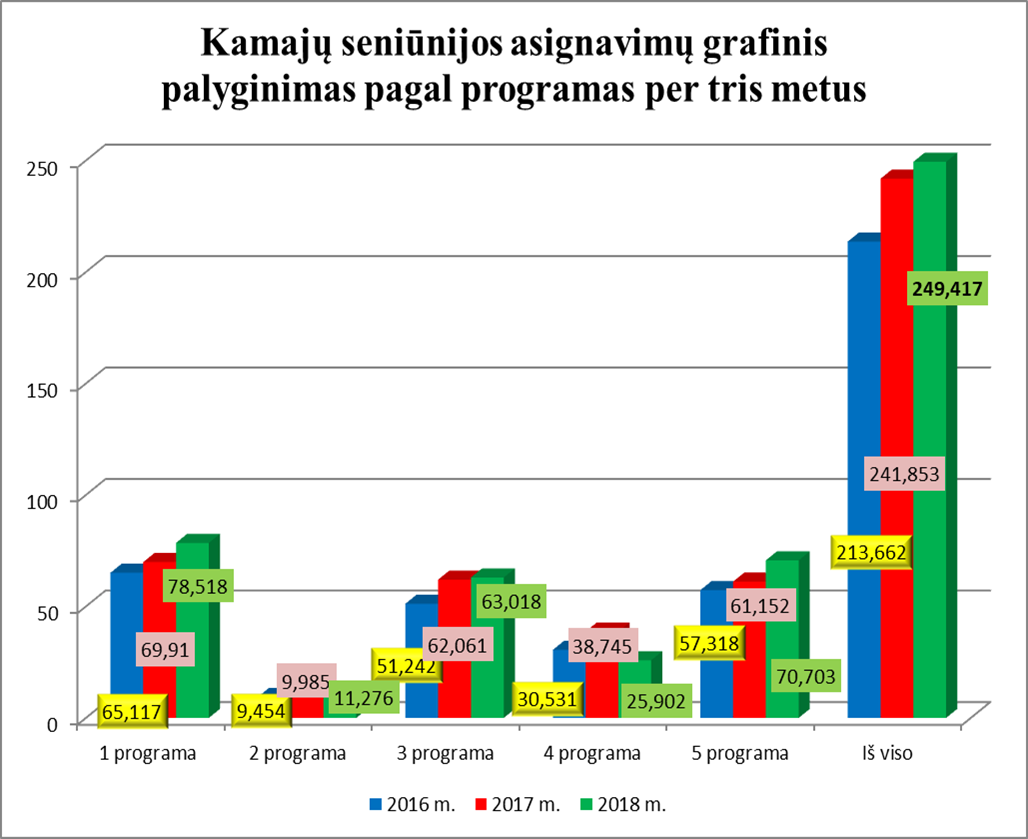 Kamajų seniūnijos asignavimų grafinis
palyginimas pagal programas per tris metus
250
200
150
100
50
0
65,117
69,91
78,518
9,454
9,985
11,276
51,242
62,061
63,018
30,531
38,745
25,902
57,318
61,152
70,703
213,662
241,853
249,417
1 programa
2 programa
3 programa
4 programa
5 programa
Iš viso
2016 m.
2017 m.
2018 m.